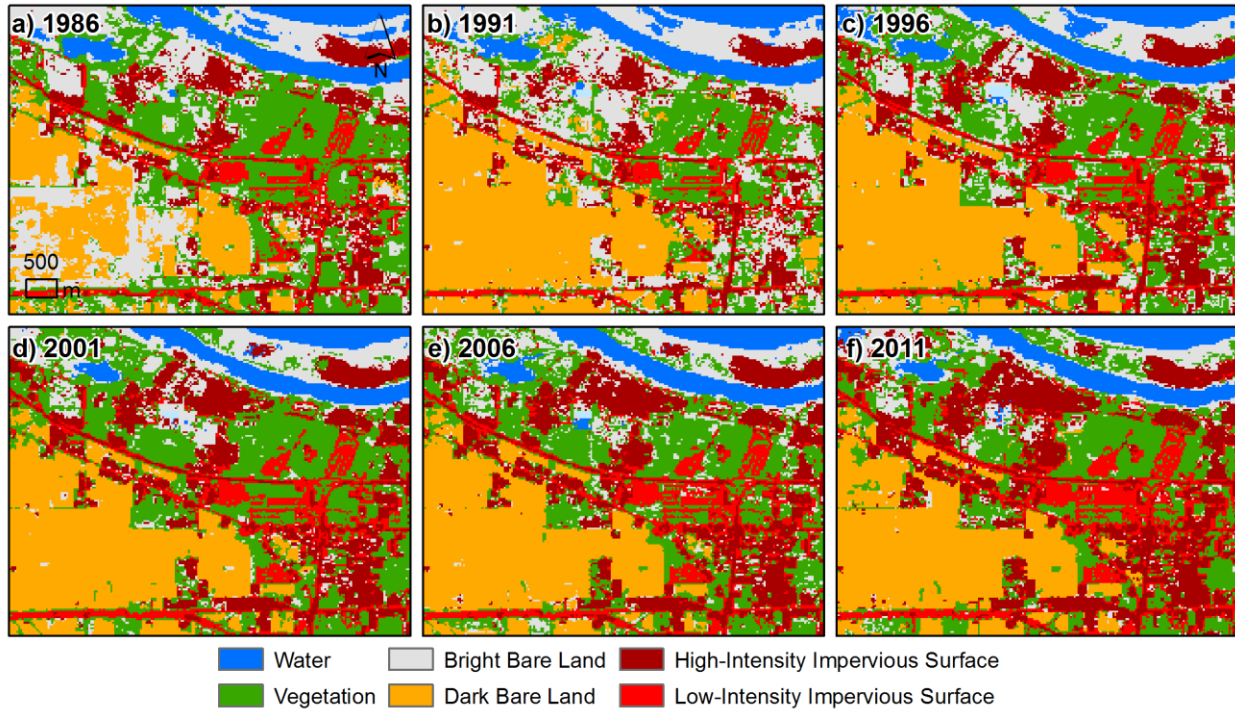 a) 1986
N
500
m
b) 1991
c) 1996
d) 2001
e) 2006
f) 2011
Water
Bright Bare Land
High-Intensity Impervious Surface
Vegetation
Dark Bare Land
Low-Intensity Impervious Surface